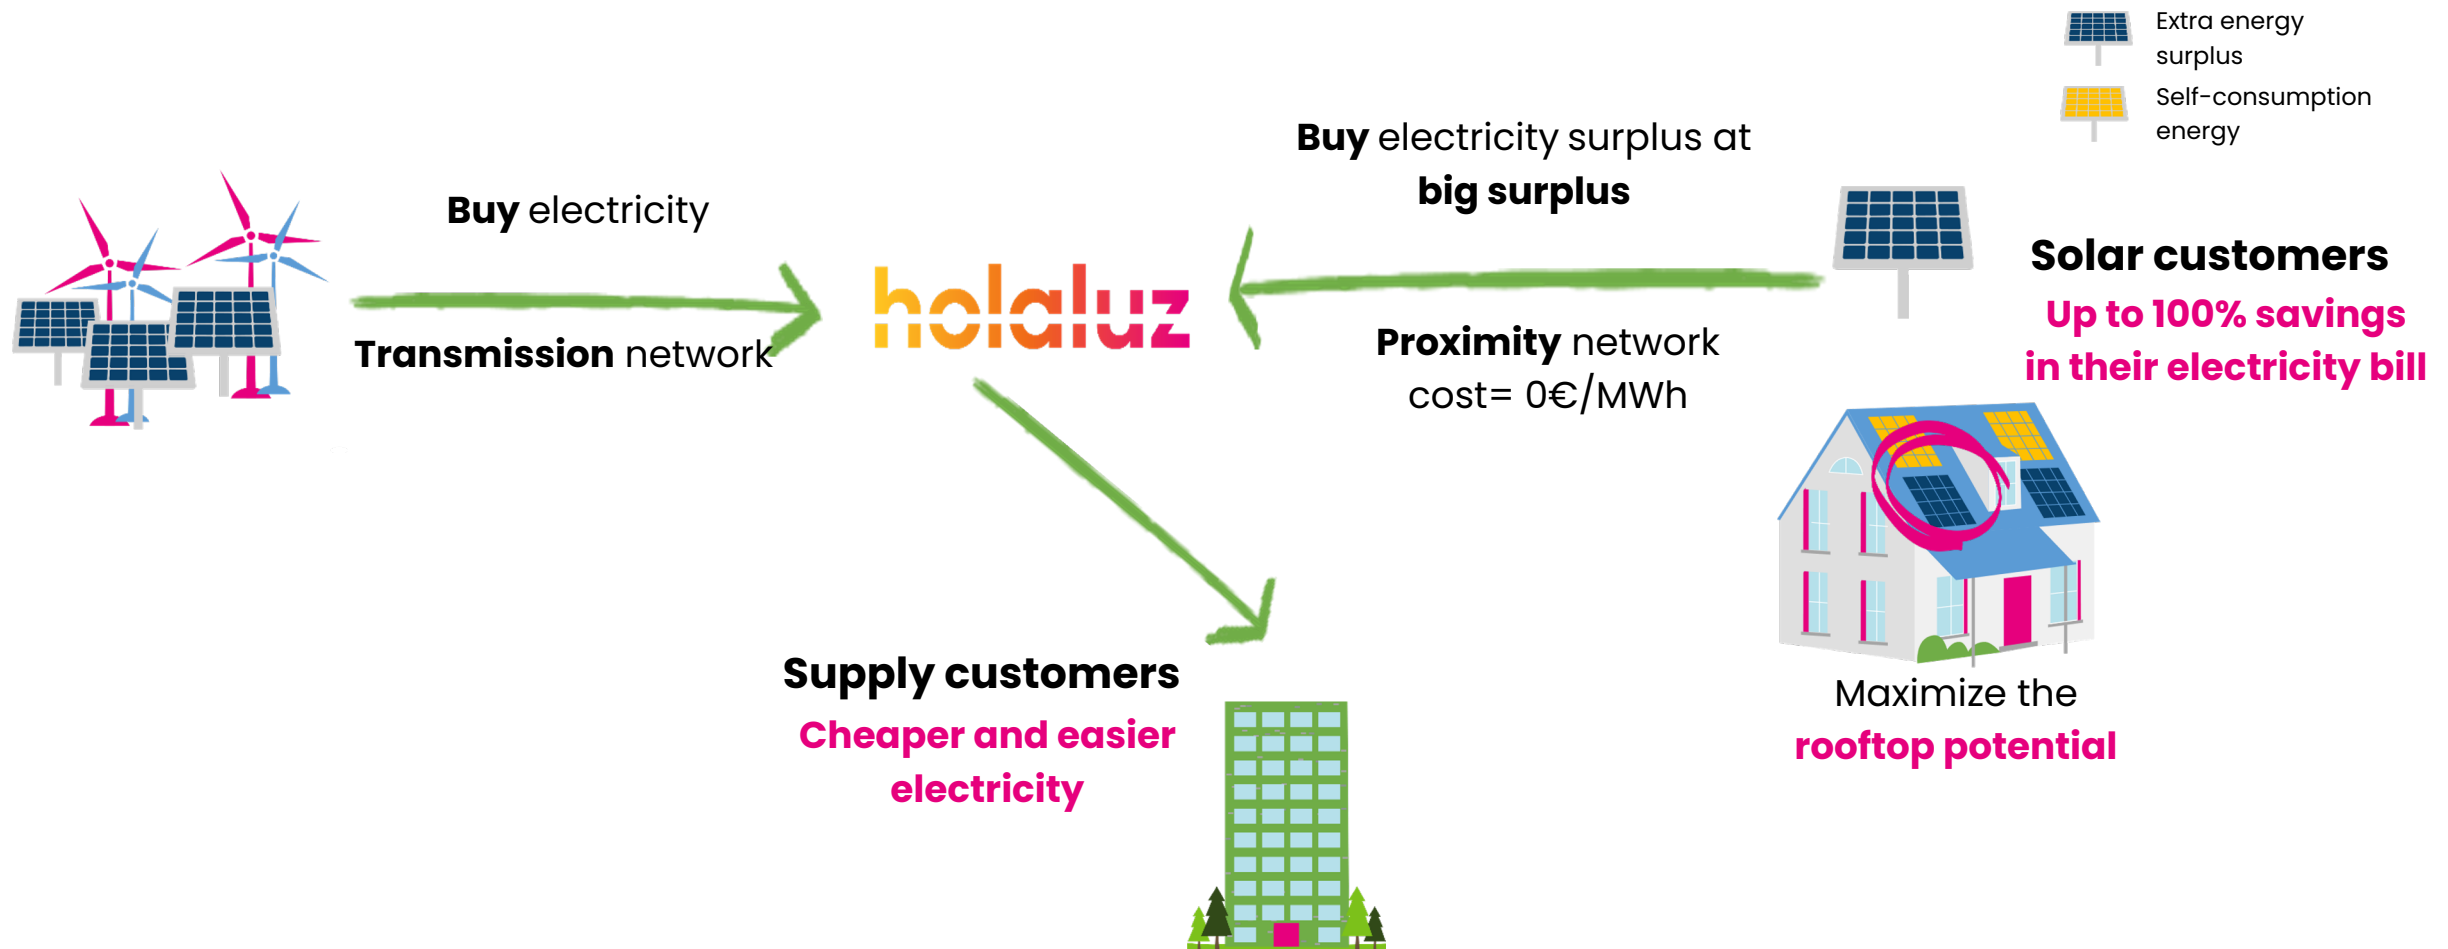 Extra energy
surplus
Self-consumption
energy
Buy electricity surplus at
big surplus
Buy electricity
holaluz
Transmission network
Proximity network
cost= 0€/MWh
Solar customers
Up to 100% savings
in their electricity bill
Supply customers
Cheaper and easier
electricity
Maximize the
rooftop potential